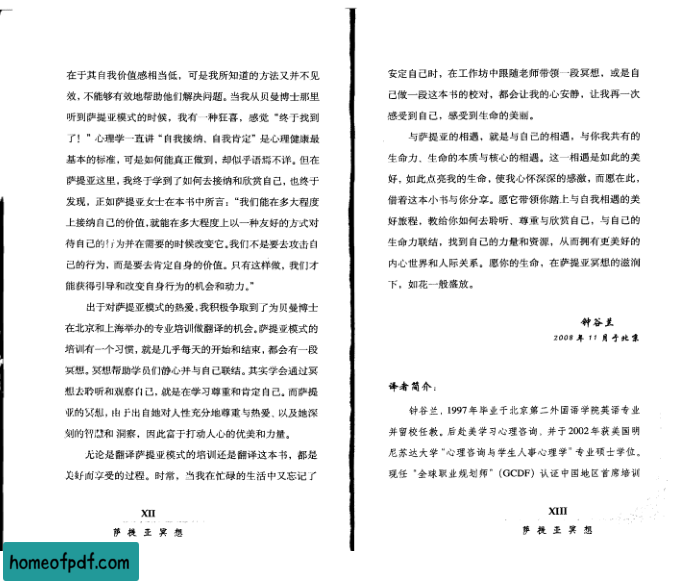 在于其自我价值感相当低，可是我所知道的方法又并不见
效，不能够有效地帮助他们解决问题。当我从贝曼博士那里
听到萨提亚模式的时候，我有一种狂喜，感觉“终于找到
了！”心理学一直讲“自我接纳、自我肯定”是心理健康最
基本的标准，可是如何能真正做到，却似乎语焉不详。但在
萨提亚这里，我终于学到了如何去接纳和欣赏自己，也终于
发现，正如萨提亚女士在本书中所言：“我们能在多大程度
上接纳自己的价值，就能在多大程度上以一种友好的方式对
待自己的行为并在需要的时候改变它。我们不是要去攻击自
己的行为，而是要去肯定自身的价值。只有这样做，我们才
能获得引导和改变自身行为的机会和动力。”
出于对萨提亚模式的热爱，我积极争取到了为贝曼博士
在北京和上海举办的专业培训做翻译的机会。萨提亚模式的
培训有一个习惯，就是几乎每天的开始和结束，都会有一段
冥想。冥想帮助学员们静心并与自己联结。其实学会通过冥
想去聆听和观察自己，就是在学习尊重和肯定自己。而萨提
亚的冥想，由于出自她对人性充分地尊重与热爱、以及她深
刻的智慧和洞察，因此富于打动人心的优美和力量。
无论是翻译萨提亚模式的培训还是翻译这本书，都是
美好而享受的过程。时常，当我在忙碌的生活中又忘记了
XII
萨提亚冥想
安定自己时，在工作坊中跟随老师带领一段冥想，或是自
己做一段这本书的校对，都会让我的心安静，让我再一次
感受到自己，感受到生命的美丽。
与萨提亚的相遇，就是与自己的相遇，与你我共有的
生命力、生命的本质与核心的相遇。这一相遇是如此的美
好，如此点亮我的生命，使我心怀深深的感激，而愿在此，
借着这本小书与你分享。愿它带领你踏上与自我相遇的美
好旅程，教给你如何去聆听、尊重与欣赏自己，与自己的
生命力联结，找到自己的力量和资源，从而拥有更美好的
内心世界和人际关系。愿你的生命，在萨提亚冥想的滋润
下，如花一般盛放。
钟谷兰
2008 年 11 月于北京
译者简介：
钟谷兰，1997年毕业于北京第二外国语学院英语专业
并留校任教。后赴美学习心理咨询，并于2002年获美国明
尼苏达大学“心理咨询与学生人事心理学”专业硕士学位。
现任“全球职业规划师”（GCDF）认证中国地区首席培训
XIII
萨提亚冥想
homeofpdf.com